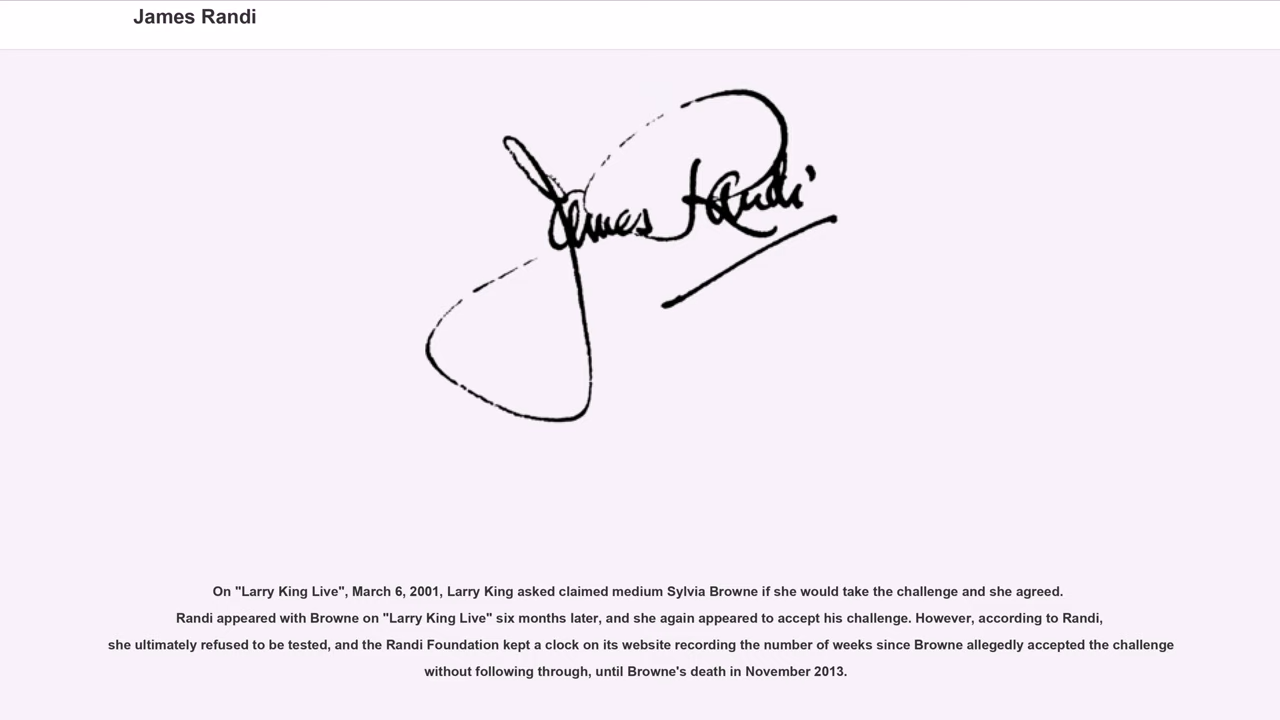 James Randi
James Randi
On "Larry King Live", March 6, 2001, Larry King asked claimed medium Sylvia Browne if she would take the challenge and she agreed.
Randi appeared with Browne on "Larry King Live" six months later, and she again appeared to accept his challenge. However, according to Randi,
she ultimately refused to be tested, and the Randi Foundation kept a clock on its website recording the number of weeks since Browne allegedly accepted the challenge
without following through, until Browne's death in November 2013.